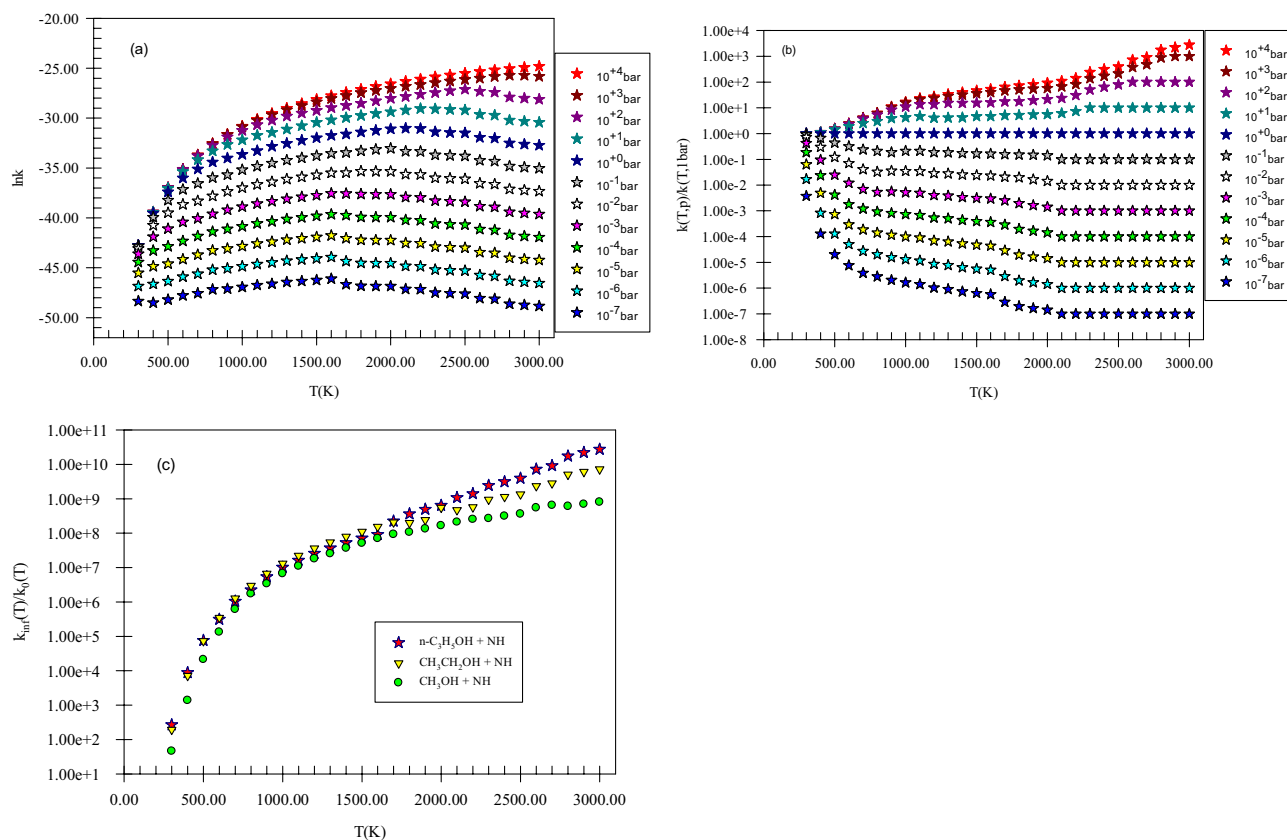 (a)
-20.00
-25.00
-30.00
-35.00
-40.00
-45.00
-50.00
lnk
0.00 500.00 1000.00 1500.00 2000.00 2500.00 3000.00
T(K)
10+4bar
10+3bar
10+2bar
10+1bar
10+0bar
10-1bar
10-2bar
10-3bar
10-4bar
10-5bar
10-6bar
10-7bar
(b)
1.00e+4
1.00e+3
1.00e+2
1.00e+1
1.00e+0
1.00e-1
1.00e-2
1.00e-3
1.00e-4
1.00e-5
1.00e-6
1.00e-7
1.00e-8
k(T,p)/k(T,1bar)
0.00 500.00 1000.00 1500.00 2000.00 2500.00 3000.00
T(K)
10+4bar
10+3bar
10+2bar
10+1bar
10+0bar
10-1bar
10-2bar
10-3bar
10-4bar
10-5bar
10-6bar
10-7bar
(c)
1.00e+11
1.00e+10
1.00e+9
1.00e+8
1.00e+7
1.00e+6
1.00e+5
1.00e+4
1.00e+3
1.00e+2
1.00e+1
kinf(T)/k0(T)
n-C3H5OH + NH
CH3CH2OH + NH
CH3OH + NH
0.00 500.00 1000.00 1500.00 2000.00 2500.00 3000.00
T(K)